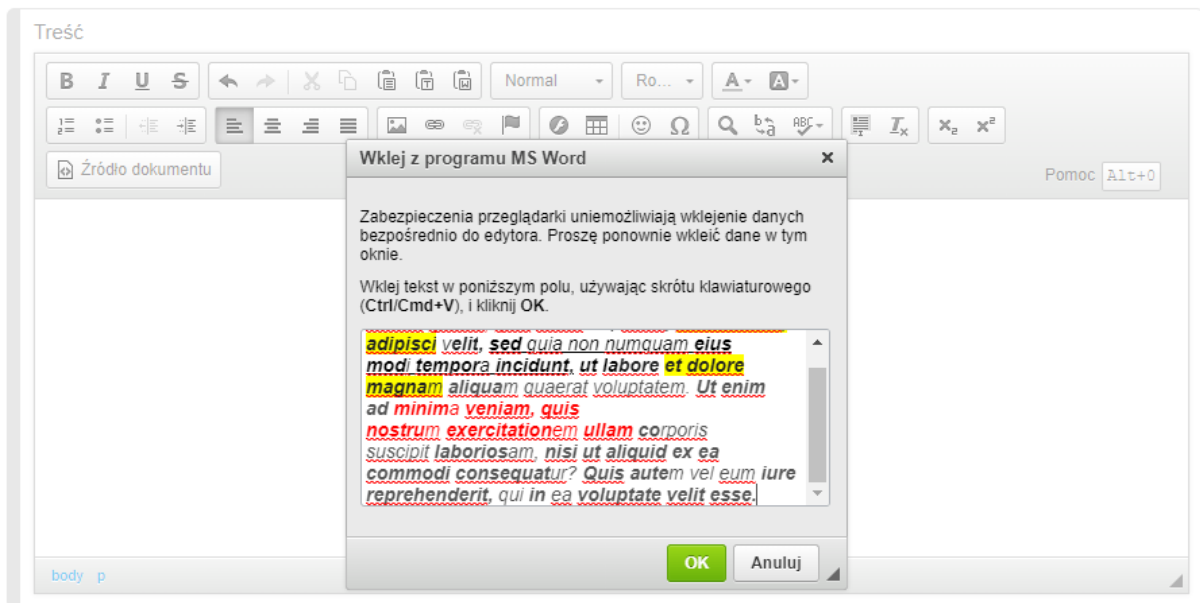 Treść
B I U S Normal Ro... A A
Ω ABC Ix x₂ x²
Źródło dokumentu Pomoc Alt+0
Wklej z programu MS Word ×
Zabezpieczenia przeglądarki uniemożliwiają wklejenie danych
bezpośrednio do edytora. Proszę ponownie wkleić dane w tym
oknie.
Wklej tekst w poniższym polu, używając skrótu klawiaturowego
(Ctrl/Cmd+V), i kliknij OK.
adipisci velit, sed quia non numquam eius
modi tempora incidunt, ut labore et dolore
magnam aliquam quaerat voluptatem. Ut enim
ad minima veniam, quis
nostrum exercitationem ullam corporis
suscipit laboriosam, nisi ut aliquid ex ea
commodi consequatur? Quis autem vel eum iure
reprehenderit, qui in ea voluptate velit esse.
OK Anuluj
body p